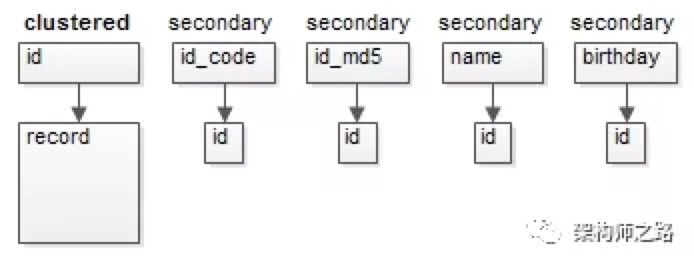 clustered secondary secondary secondary secondary
id id_code id_md5 name birthday
record id id id id
架构师之路